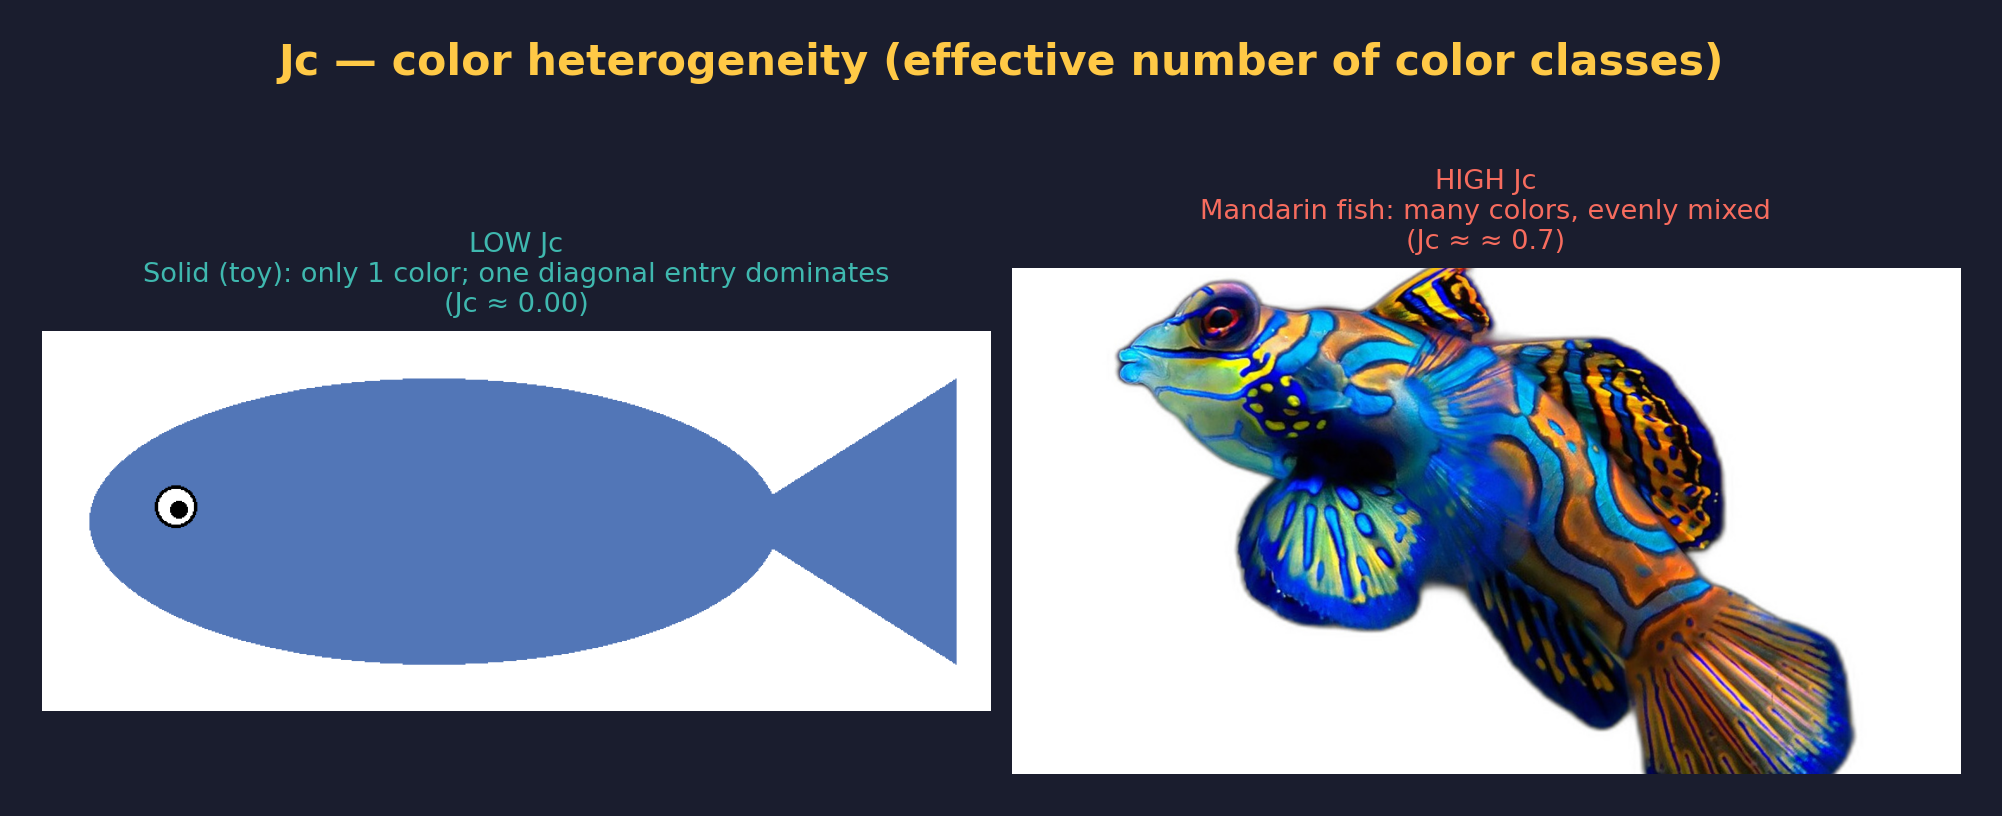 Jc — color heterogeneity (effective number of color classes)
LOW Jc
Solid (toy): only 1 color; one diagonal entry dominates
(Jc ≈ 0.00)
HIGH Jc
Mandarin fish: many colors, evenly mixed
(Jc ≈ ≈ 0.7)